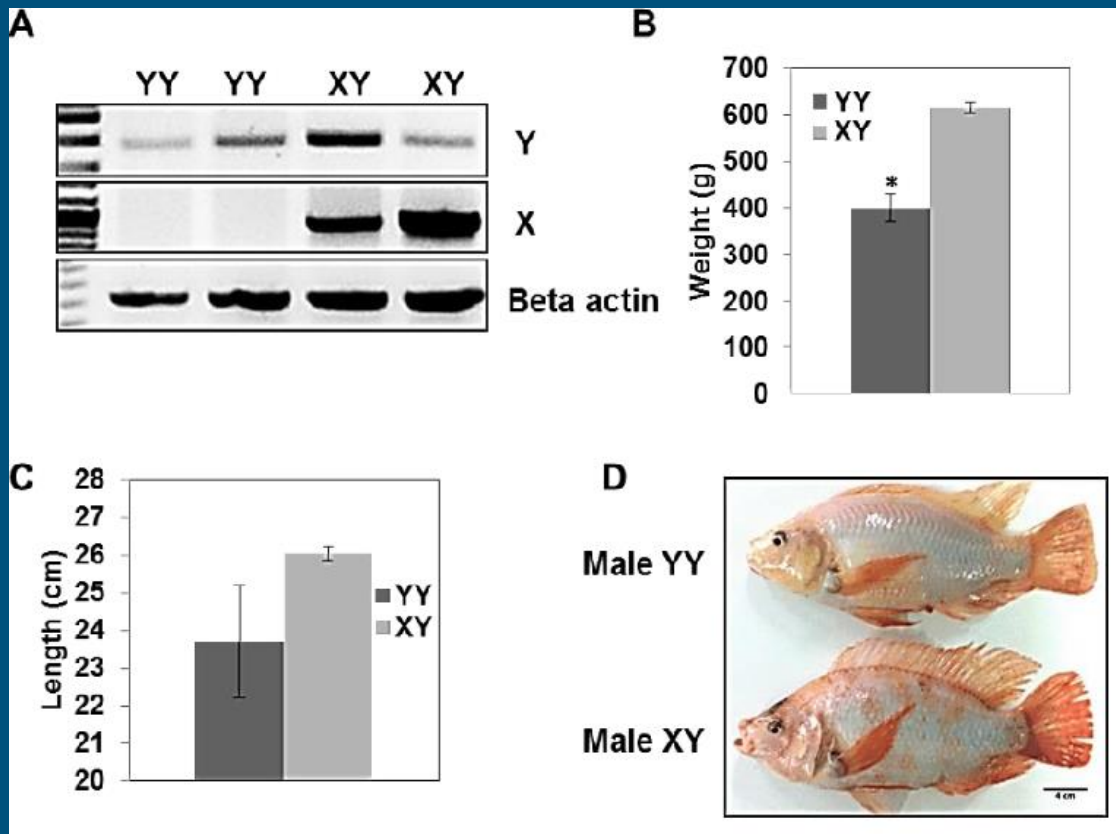 A
YY YY XY XY
Y
X
Beta actin
B
Weight (g)
700
600
500
400
300
200
100
0
YY
XY
*
C
Length (cm)
28
27
26
25
24
23
22
21
20
YY
XY
D
Male YY
Male XY
4 cm